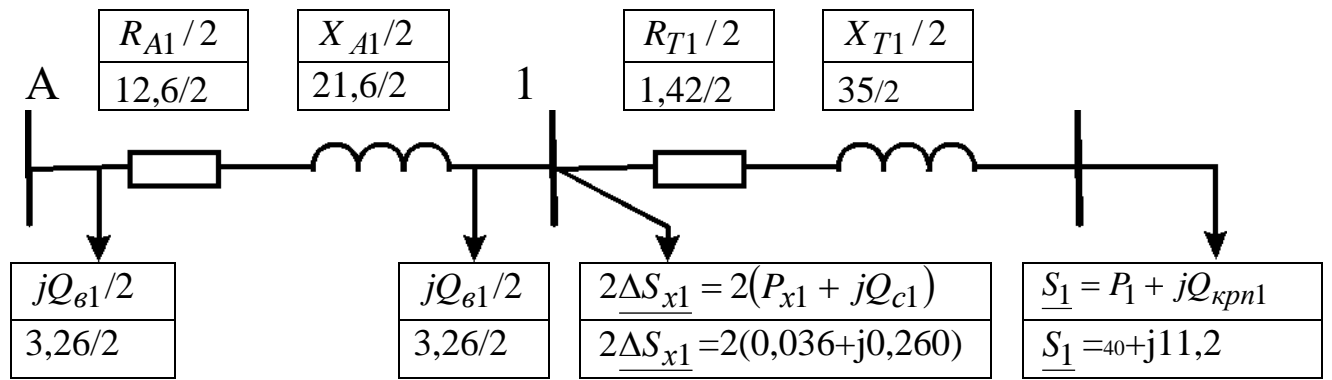 R_{A1}/2
X_{A1}/2
R_{T1}/2
X_{T1}/2
12,6/2
21,6/2
1,42/2
35/2
A
1
jQ_{в1}/2
jQ_{в1}/2
2ΔS_{x1} = 2(P_{x1} + jQ_{c1})
S_1 = P_1 + jQ_{крп1}
3,26/2
3,26/2
2ΔS_{x1} =2(0,036+j0,260)
S_1 =40+j11,2